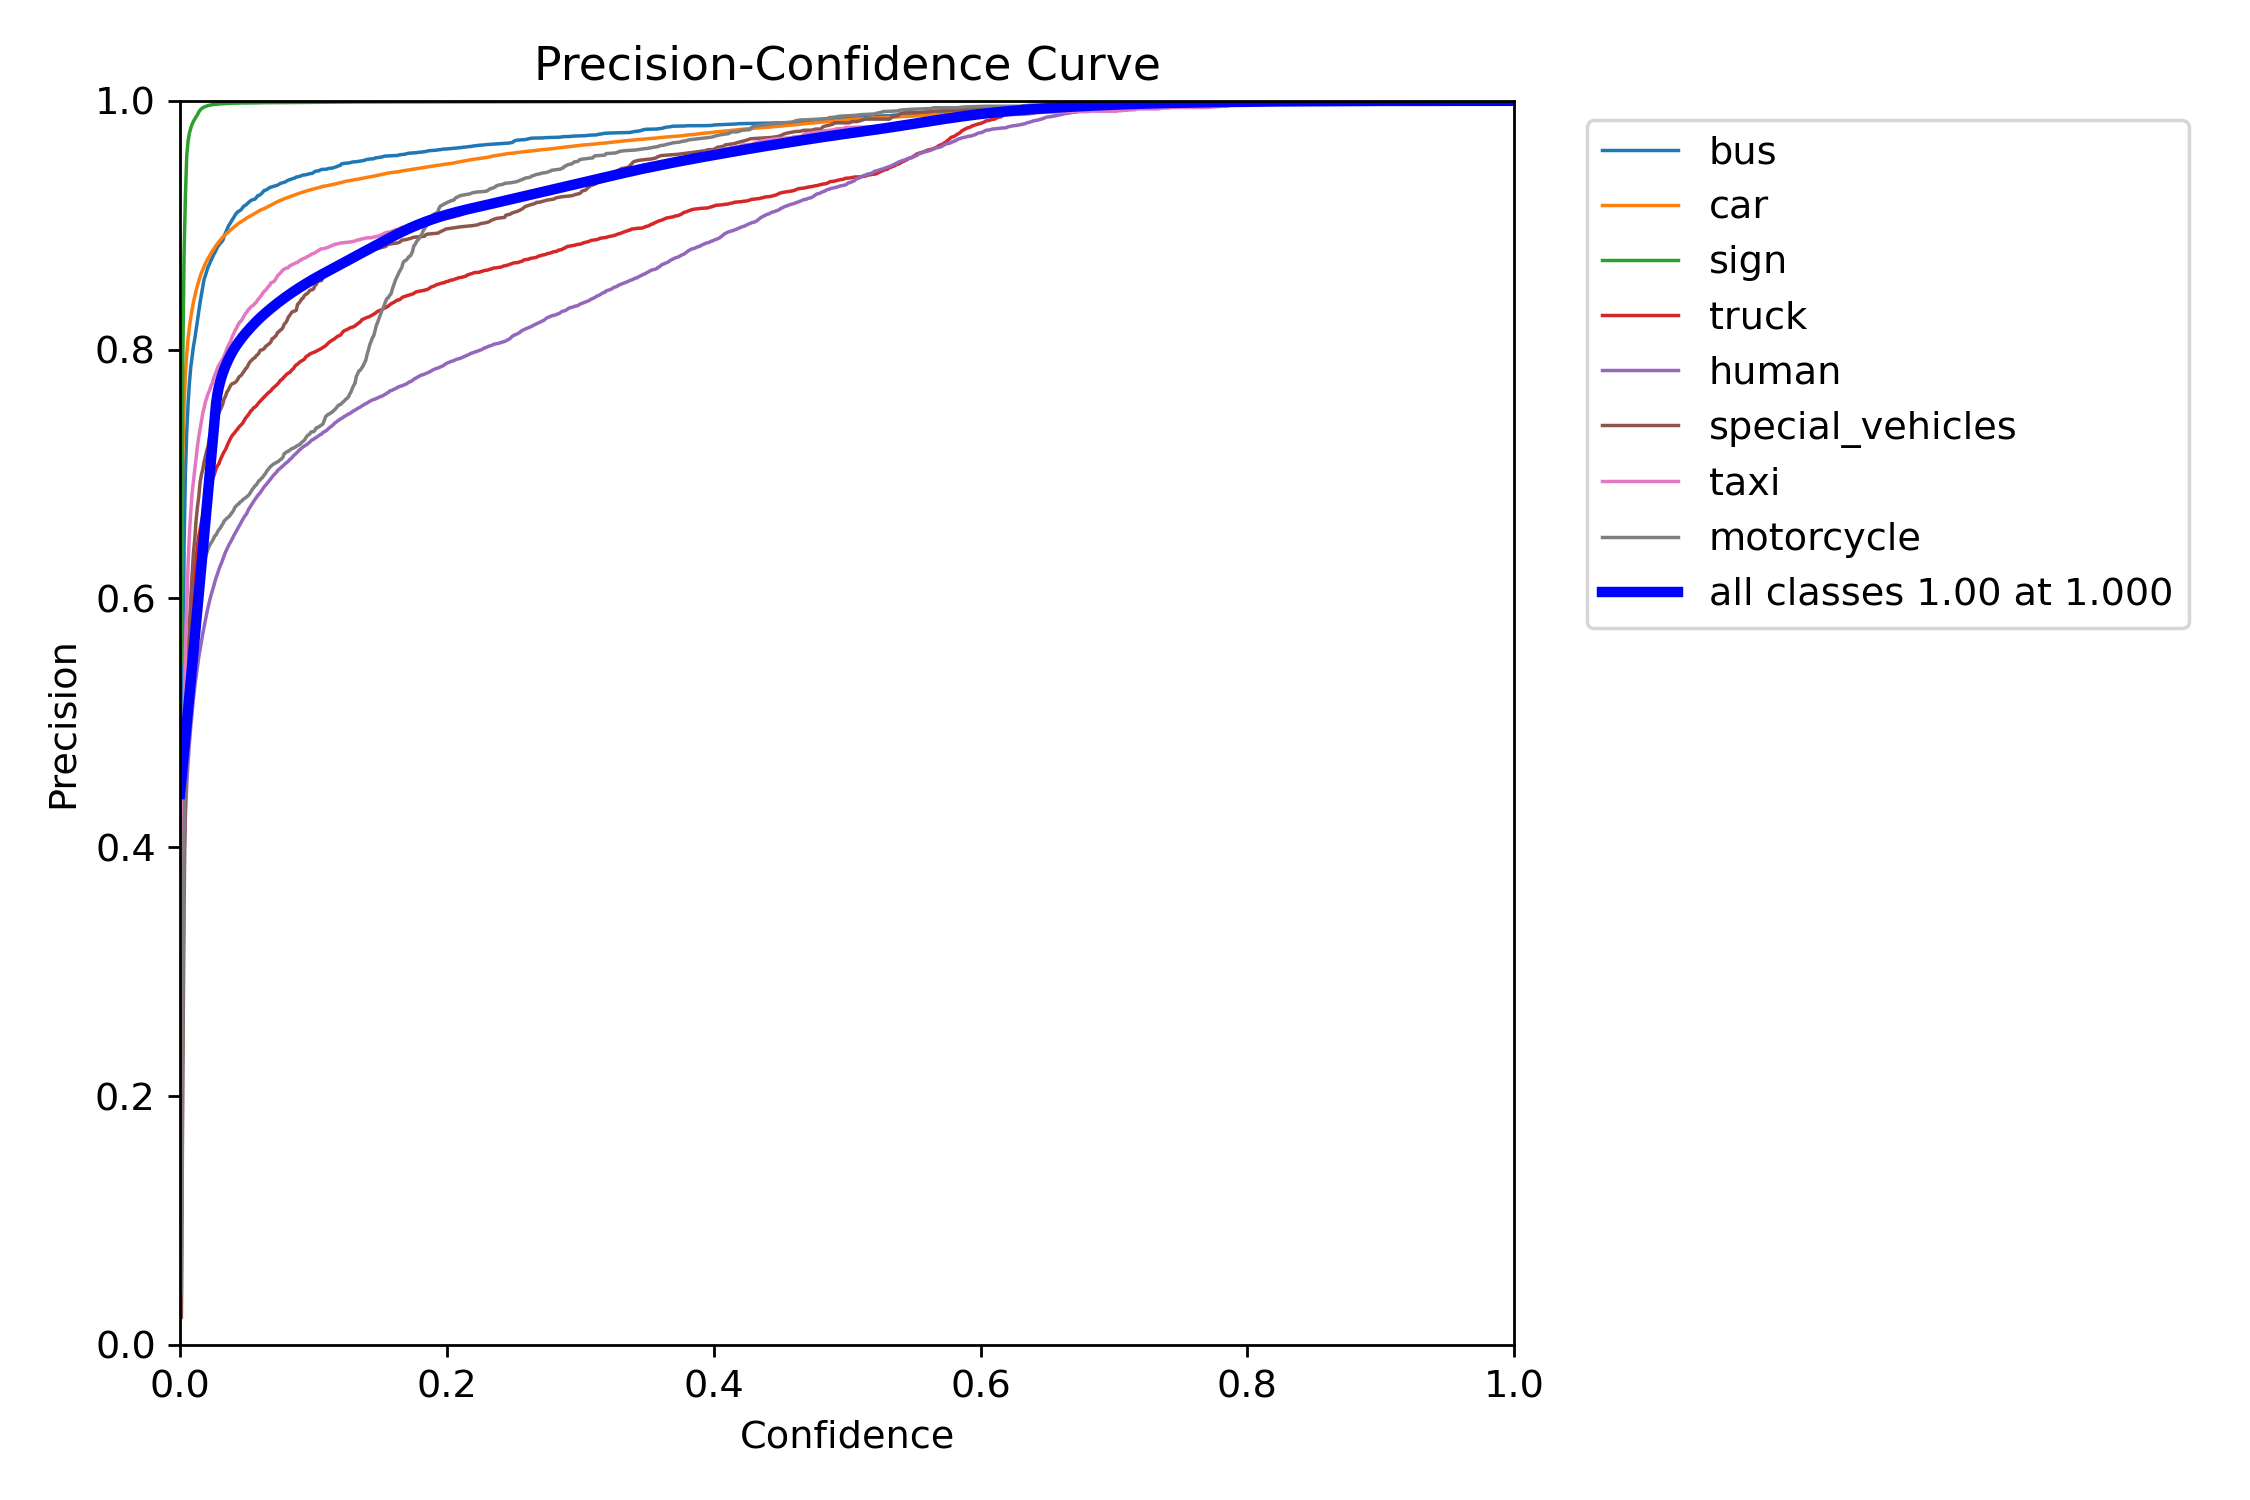 Precision-Confidence Curve
1.0
0.8
0.6
0.4
0.2
0.0
Precision
0.0 0.2 0.4 0.6 0.8 1.0
Confidence
bus
car
sign
truck
human
special_vehicles
taxi
motorcycle
all classes 1.00 at 1.000